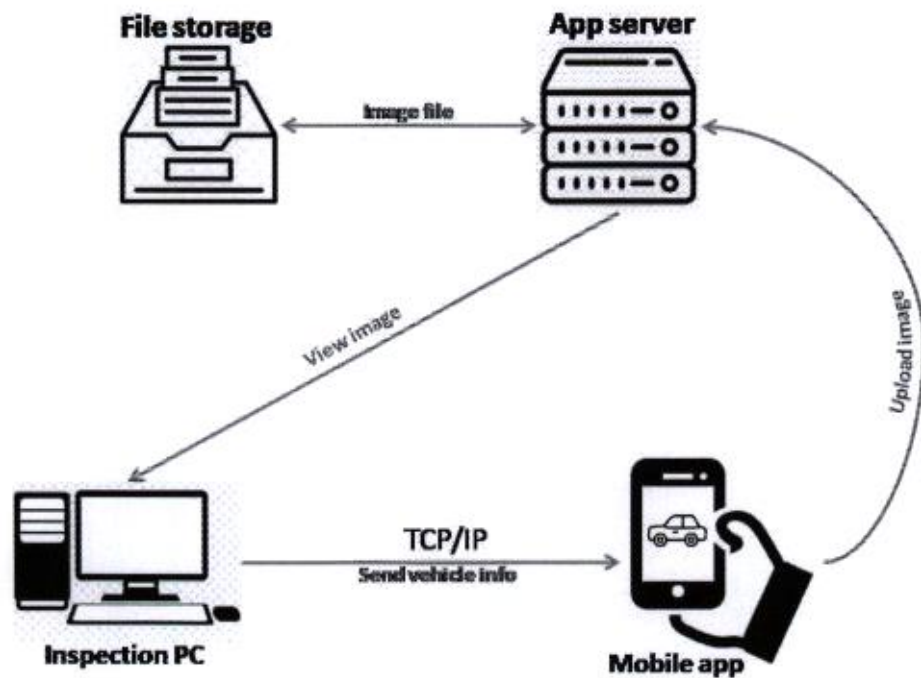 File storage
App server
Image file
View image
Upload image
TCP/IP
Send vehicle info
Inspection PC
Mobile app